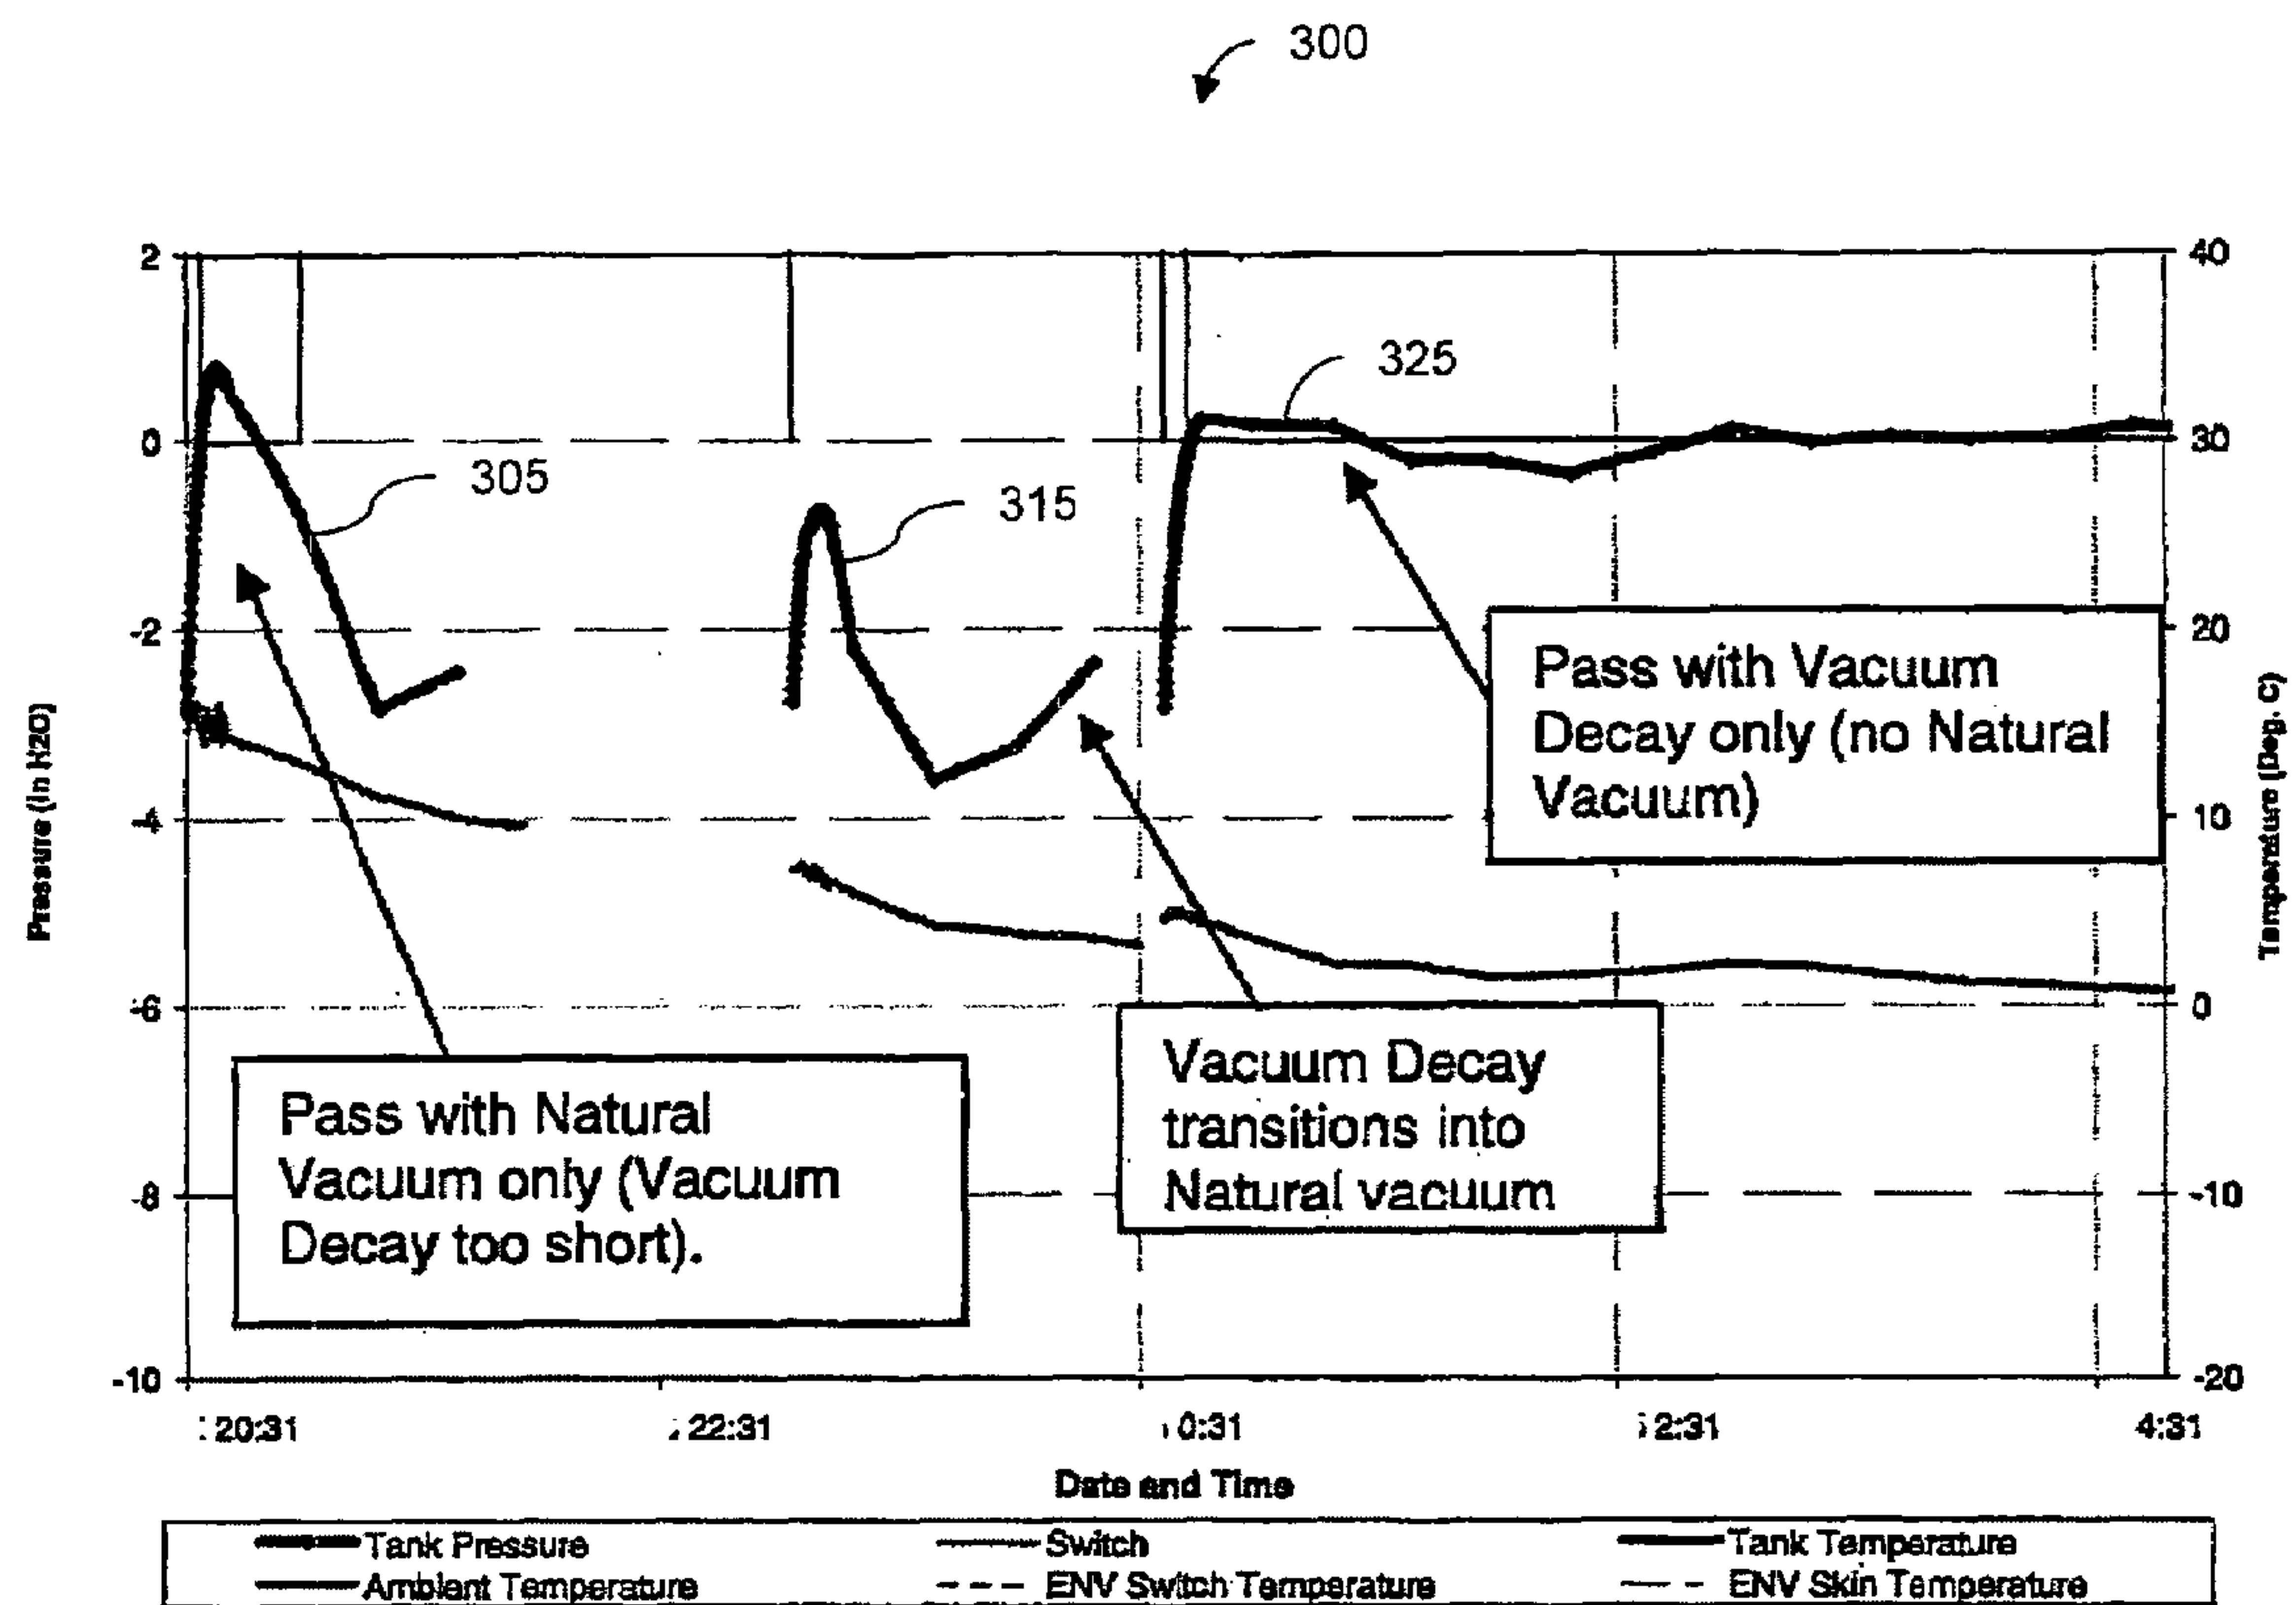 300
2
0
-2
-4
-6
-8
-10
40
30
20
10
0
-10
-20
Pressure (in H2O)
Temperature (Deg. C)
305
315
325
Pass with Vacuum
Decay only (no Natural
Vacuum)
Vacuum Decay
transitions into
Natural vacuum
Pass with Natural
Vacuum only (Vacuum
Decay too short).
20:31
22:31
0:31
2:31
4:31
Date and Time
Tank Pressure
Switch
Tank Temperature
Ambient Temperature
ENV Switch Temperature
ENV Skin Temperature